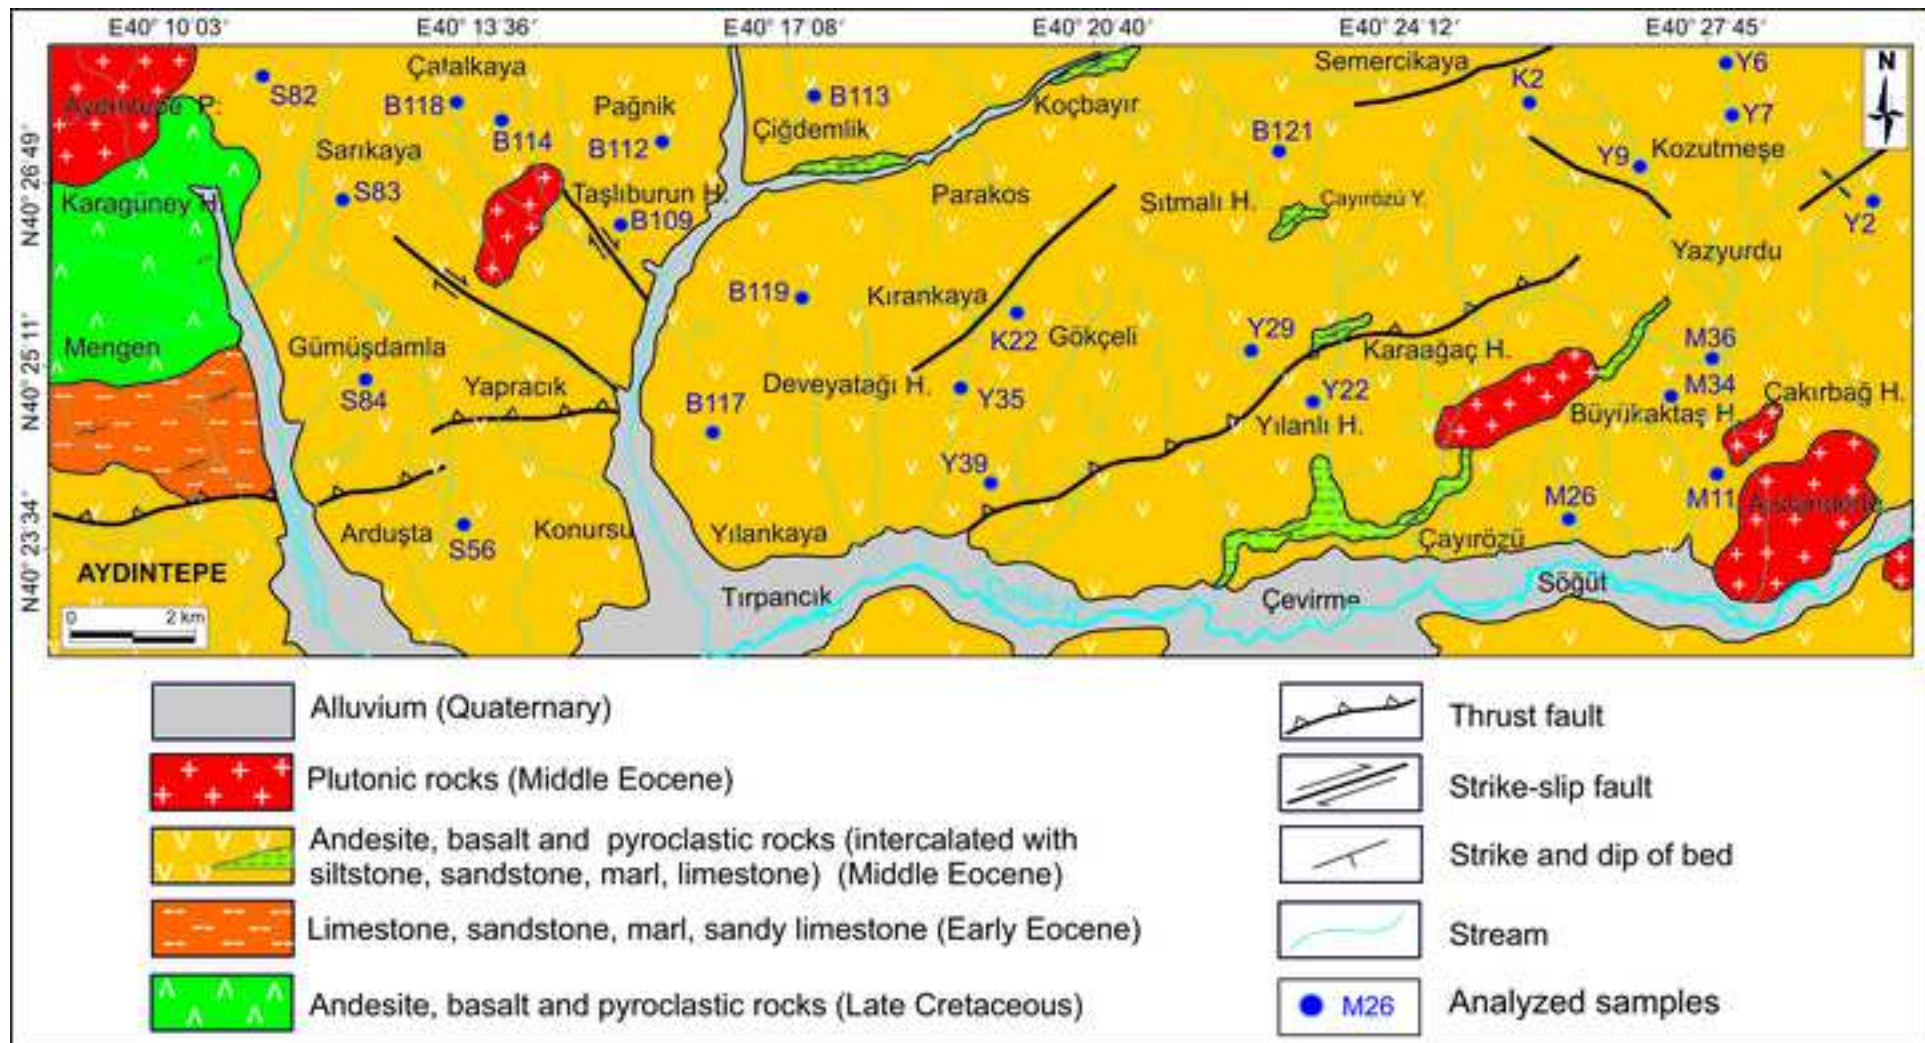 E40° 10 03´ E40° 13 36´ E40° 17 08´ E40° 20 40´ E40° 24 12´ E40° 27 45´
N40° 26 49´
N40° 25 11´
N40° 23 34´
N
Aydıntepe P.
S82
Çatalkaya
B118
B114
Pağnik
B112
B113
Çiğdemlik
Koçbayır
Semercikaya
K2
Y6
Y7
B121
Y9
Kozutmeşe
Sarıkaya
S83
Karagüney H.
Taşlıburun H.
B109
Parakos
Sıtmalı H.
Çayırözü Y.
Y2
Yazyurdu
B119
Kırankaya
K22
Gökçeli
Y29
Karaağaç H.
M36
M34
Mengen
Gümüşdamla
S84
Yapracık
B117
Deveyatağı H.
Y35
Y22
Yılanlı H.
Büyükaktaş H.
Çakırbağ H.
Y39
M26
M11
Arduşta
S56
Konursu
Yılankaya
Çayırözü
AYDINTEPE
Tırpancık
Çevirme
Söğüt
0 2 km
Alluvium (Quaternary)
Plutonic rocks (Middle Eocene)
Andesite, basalt and pyroclastic rocks (intercalated with
siltstone, sandstone, marl, limestone) (Middle Eocene)
Limestone, sandstone, marl, sandy limestone (Early Eocene)
Andesite, basalt and pyroclastic rocks (Late Cretaceous)
Thrust fault
Strike-slip fault
Strike and dip of bed
Stream
M26 Analyzed samples